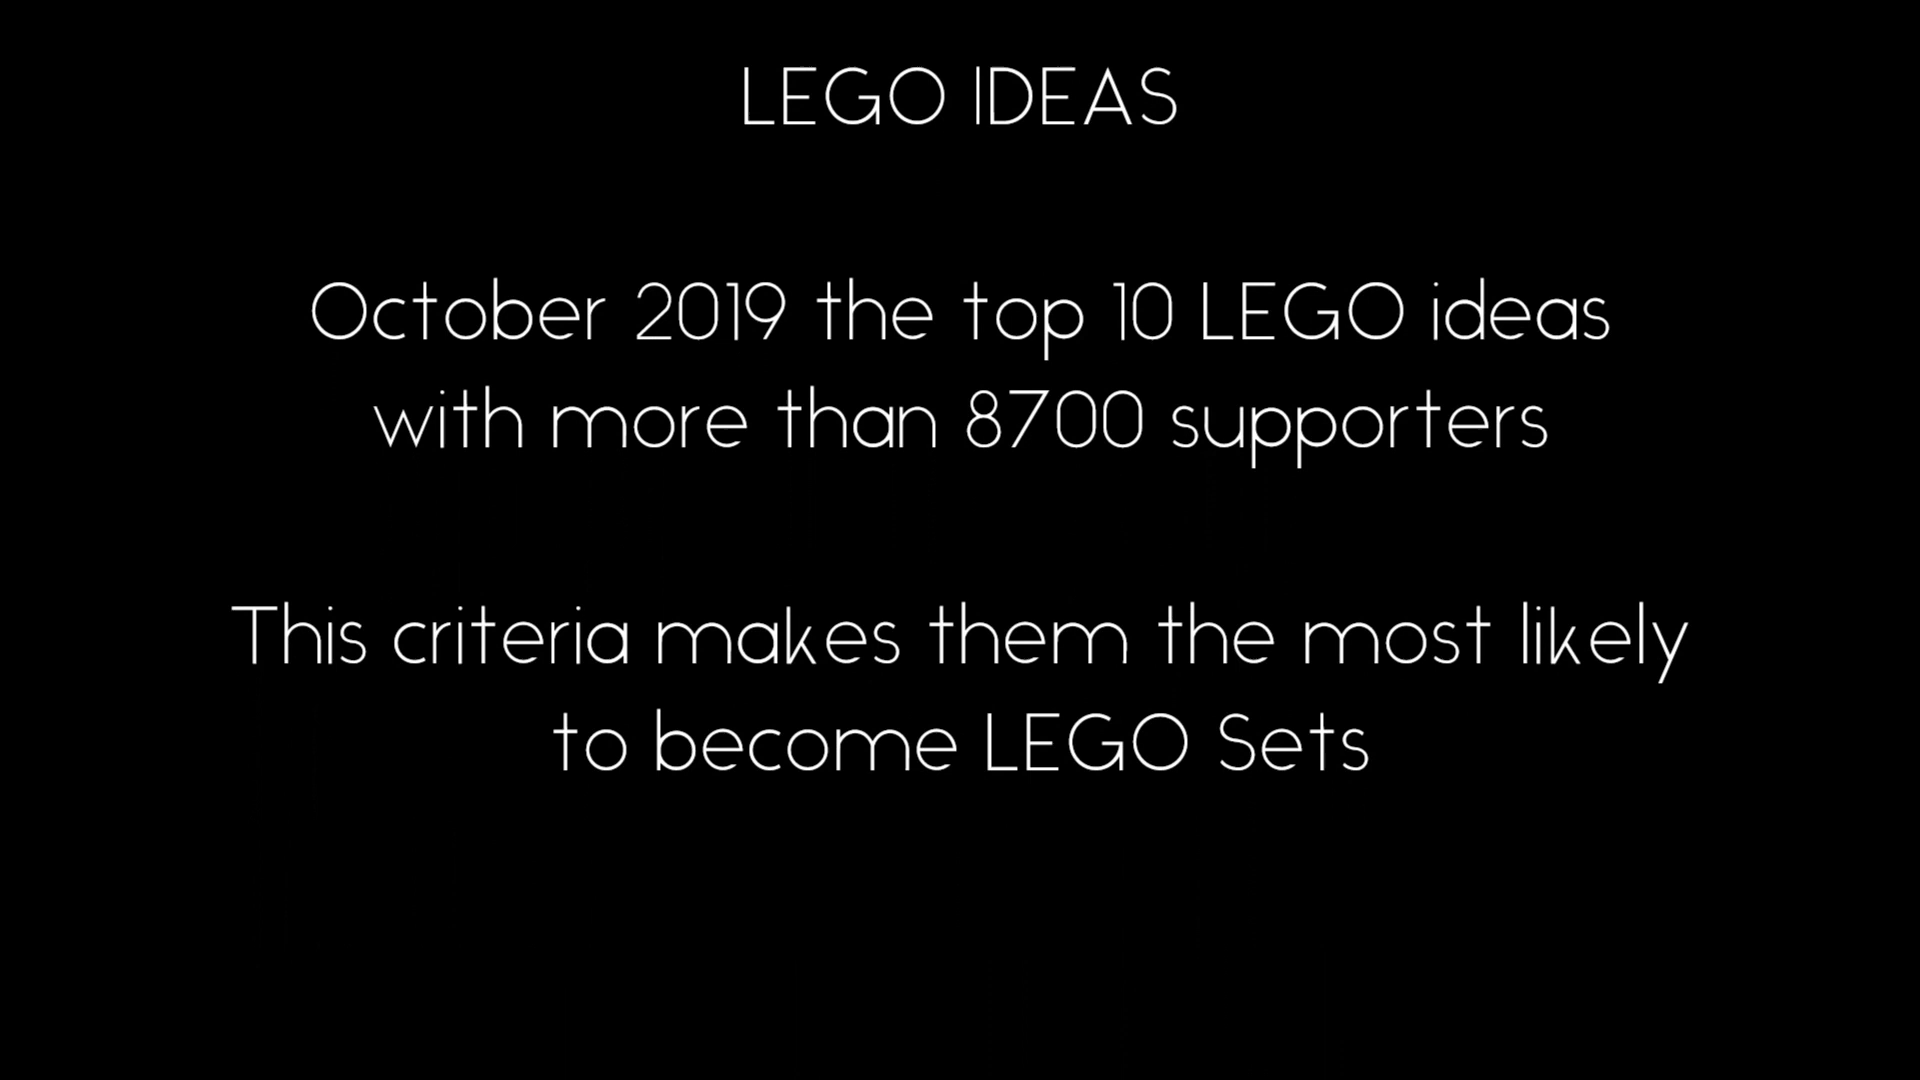 LEGO IDEAS
October 2019 the top 10 LEGO ideas
with more than 8700 supporters
This criteria makes them the most likely
to become LEGO Sets